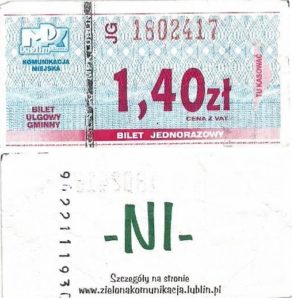 MPK
lublin
KOMUNIKACJA
MIEJSKA
JG 1802417
1,40zł
CENA Z VAT
TU KASOWAĆ
BILET
ULGOWY
GMINNY
BILET JEDNORAZOWY
-NI-
Szczegóły na stronie
www.zielonakomunikacja.lublin.pl